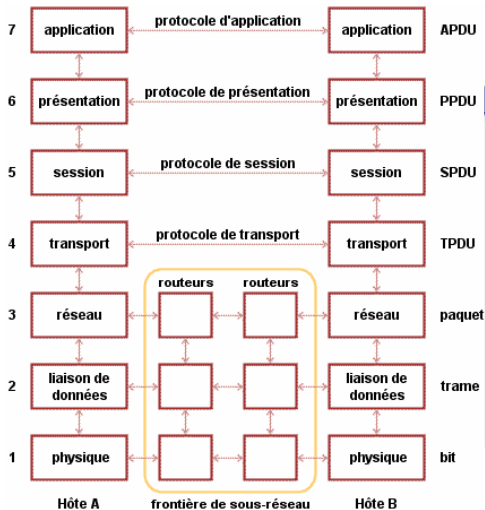 7 application protocole d'application application APDU
6 présentation protocole de présentation présentation PPDU
5 session protocole de session session SPDU
4 transport protocole de transport transport TPDU
routeurs routeurs
3 réseau réseau paquet
2 liaison de données liaison de données trame
1 physique physique bit
Hôte A frontière de sous-réseau Hôte B